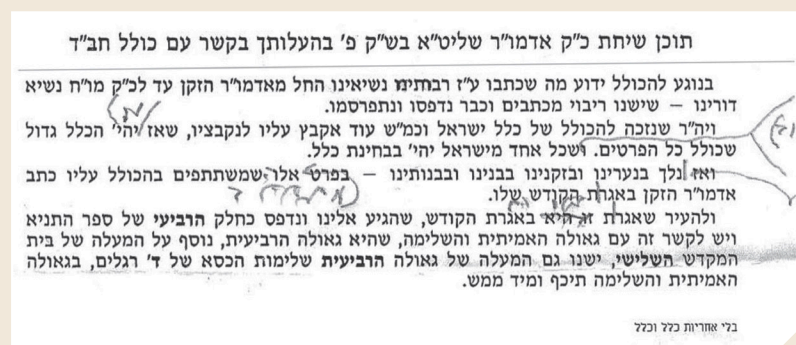 תוכן שיחת כ"ק אדמו"ר שליט"א בש"ק פ' בהעלותך בקשר עם כולל חב"ד
בנוגע להכולל ידוע מה שכתבו ע"ז רבותינו נשיאינו החל מאדמו"ר הזקן עד לכ"ק מו"ח נשיא
דורינו – שישנו ריבוי מכתבים וכבר נדפסו ונתפרסמו.
ויה"ר שנזכה להכולל של כלל ישראל וכמ"ש עוד אקבץ עליו לנקבציו, שאז יהי' הכלל גדול
שכולל כל הפרטים. ושכל אחד מישראל יהי' בבחינת כלל.
ואז נלך בנערינו ובזקנינו בבנינו ובבנותינו – בפרט אלו שמשתתפים בהכולל עליו כתב
אדמו"ר הזקן באגרת הקודש שלו.
ולהעיר שאגרת זו היא באגרת הקודש, שהגיע אלינו ונדפס כחלק הרביעי של ספר התניא
ויש לקשר זה עם גאולה האמיתית והשלימה, שהיא גאולה הרביעית, נוסף על המעלה של בית
המקדש השלישי, ישנו גם המעלה של גאולה הרביעית שלימות הכסא של ד' רגלים, בגאולה
האמיתית והשלימה תיכף ומיד ממש.
בלי אחריות כלל וכלל